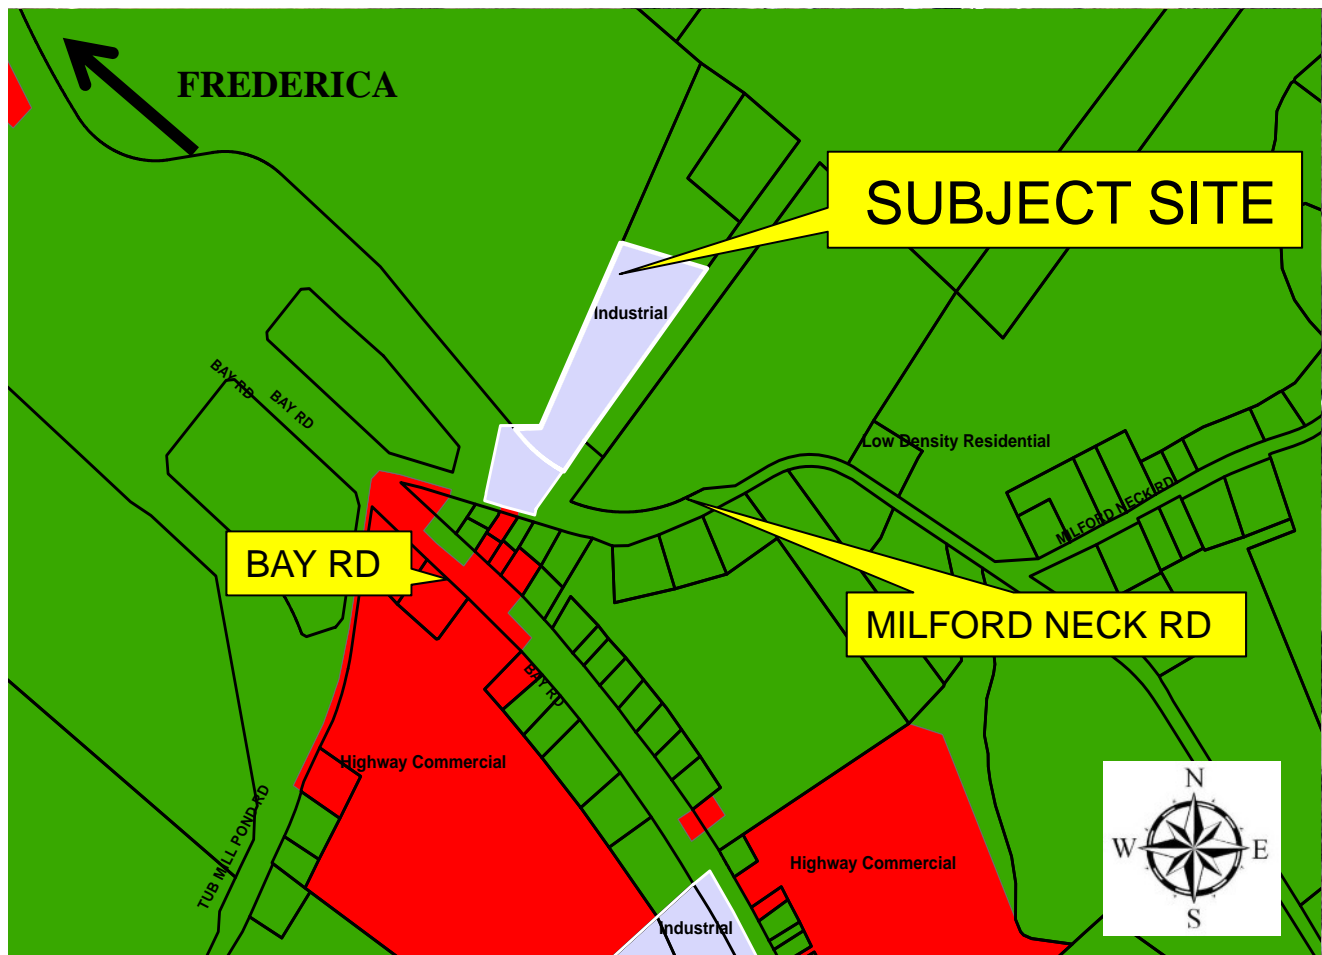 FREDERICA
SUBJECT SITE
Industrial
BAY RD
BAY RD
Low Density Residential
MILFORD NECK RD
BAY RD
MILFORD NECK RD
BAY RD
Highway Commercial
TUB MILL POND RD
Highway Commercial
Industrial
N
W E
S